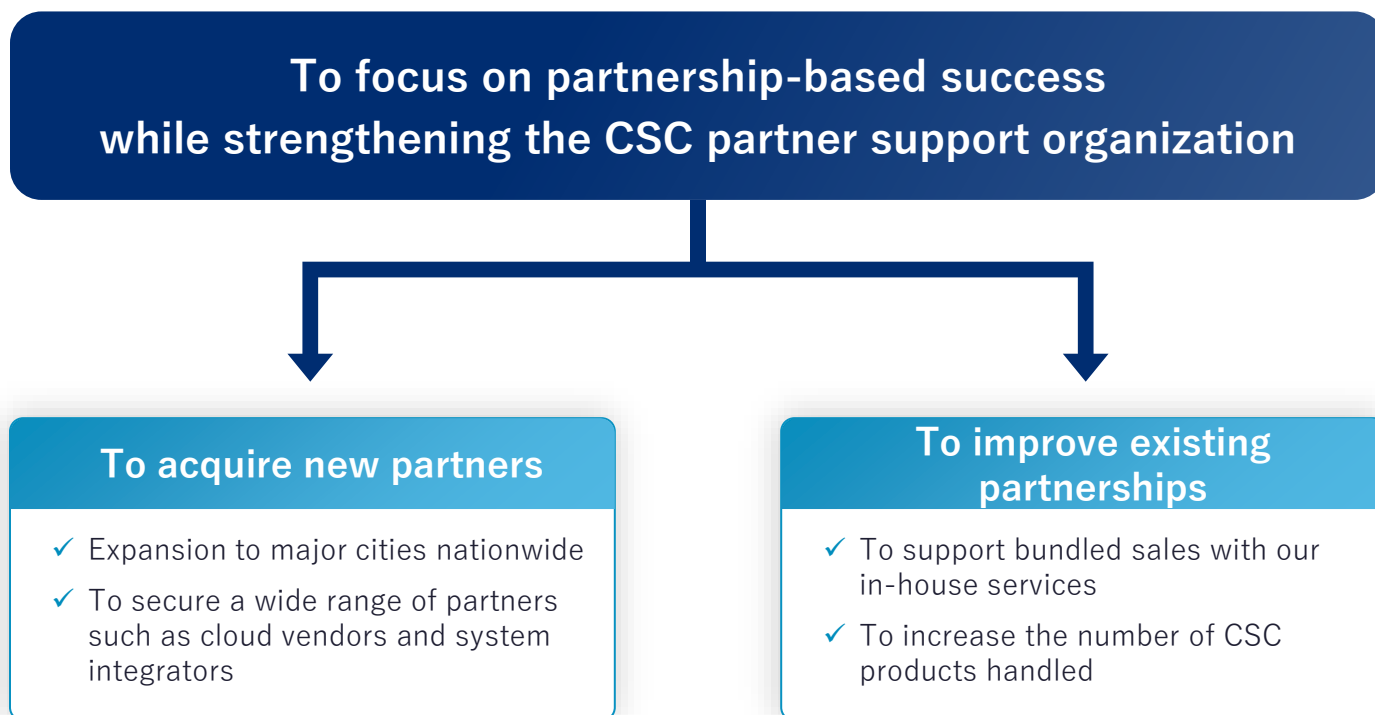 To focus on partnership-based success
while strengthening the CSC partner support organization
To acquire new partners
✓ Expansion to major cities nationwide
✓ To secure a wide range of partners
such as cloud vendors and system
integrators
To improve existing
partnerships
✓ To support bundled sales with our
in-house services
✓ To increase the number of CSC
products handled